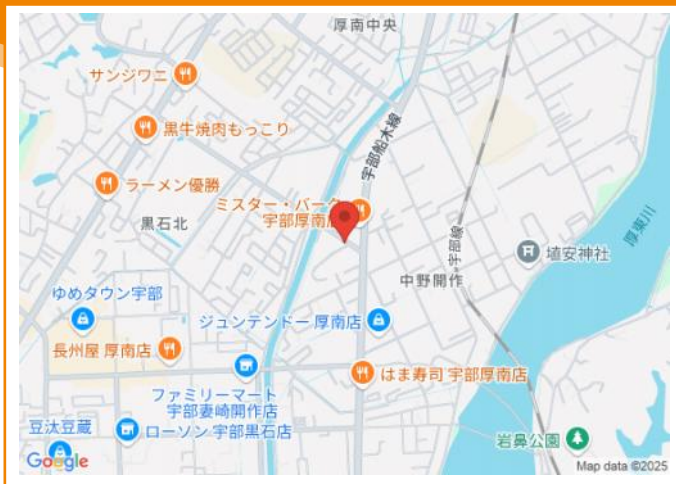 厚南中央
サンジワニ
黒牛焼肉もっこり
宇部船木線
ラーメン優勝
ミスター・バーク
宇部厚南店
黒石北
厚東川
宇部線
埴安神社
中野開作
ゆめタウン宇部
ジュンテンドー 厚南店
長州屋 厚南店
はま寿司 宇部厚南店
ファミリーマート
宇部妻崎開作店
豆汰豆蔵
ローソン 宇部黒石店
岩鼻公園
Google
Map data ©2025